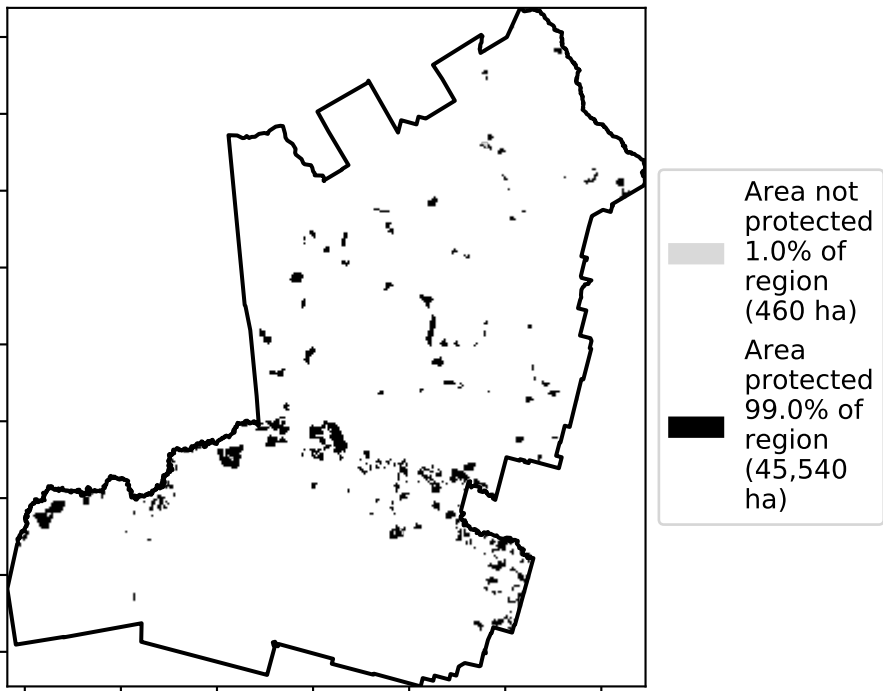 Area not
protected
1.0% of
region
(460 ha)
Area
protected
99.0% of
region
(45,540
ha)